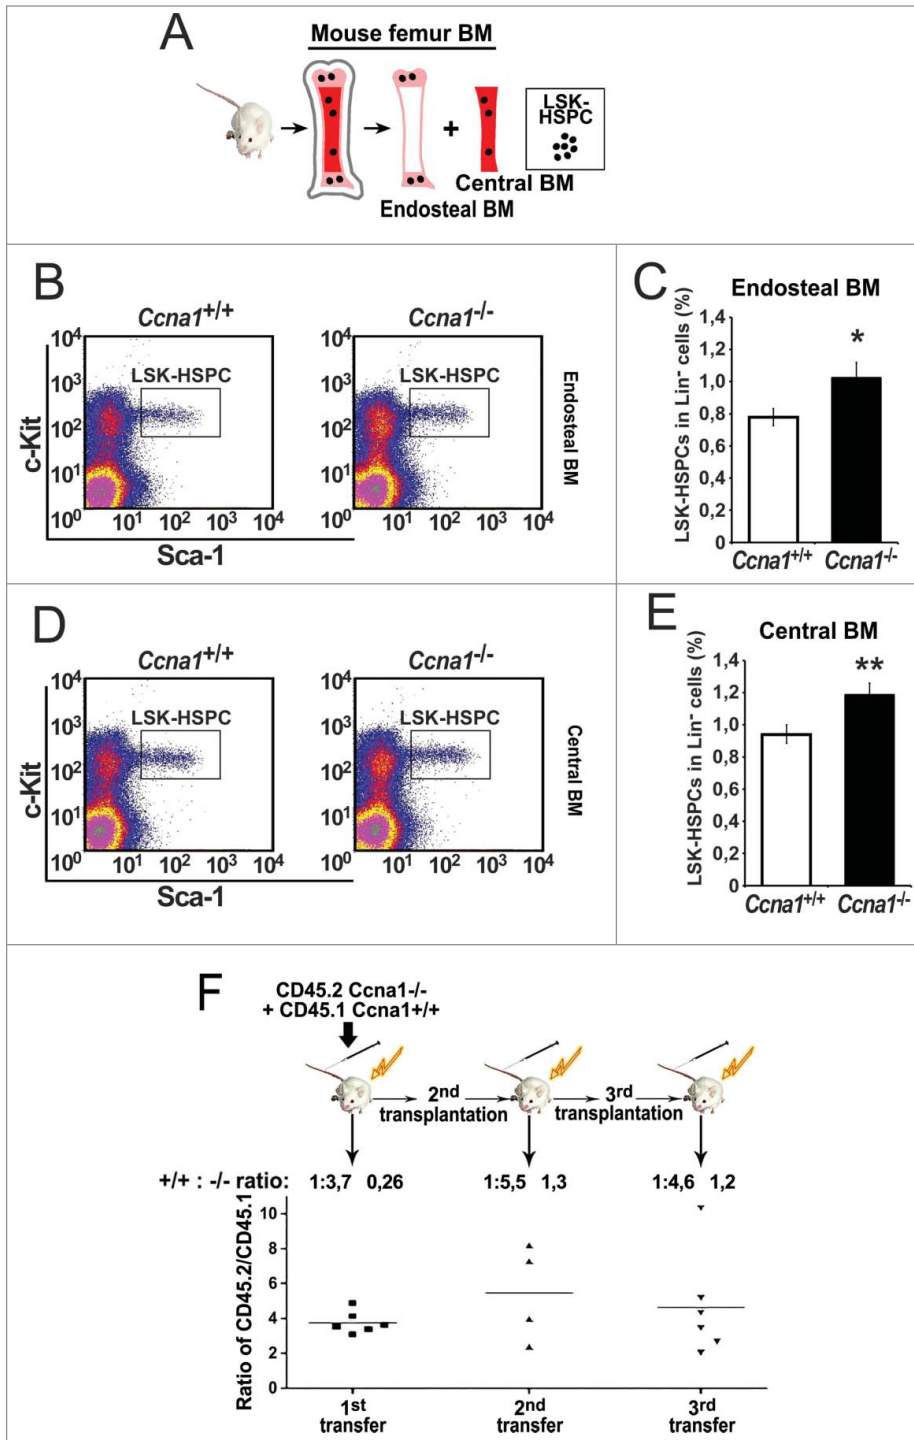 A
Mouse femur BM
LSK-
HSPC
Central BM
Endosteal BM
B
Ccna1+/+
Ccna1-/-
10⁴
10³
10²
10¹
10⁰
LSK-HSPC
LSK-HSPC
c-Kit
10¹ 10² 10³ 10⁴
10⁴
10³
10²
10¹
10⁰
10¹ 10² 10³ 10⁴
Sca-1
Endosteal BM
C
Endosteal BM
LSK-HSPCs in Lin⁻ cells (%)
1,4
1,2
1,0
0,8
0,6
0,4
0,2
0
*
Ccna1+/+ Ccna1-/-
D
Ccna1+/+
Ccna1-/-
10⁴
10³
10²
10¹
10⁰
LSK-HSPC
LSK-HSPC
c-Kit
10¹ 10² 10³ 10⁴
10⁴
10³
10²
10¹
10⁰
10¹ 10² 10³ 10⁴
Sca-1
Central BM
E
Central BM
LSK-HSPCs in Lin⁻ cells (%)
1,4
1,2
1,0
0,8
0,6
0,4
0,2
0
**
Ccna1+/+ Ccna1-/-
F
CD45.2 Ccna1-/-
+ CD45.1 Ccna1+/+
2nd
transplantation
3rd
transplantation
+/+ : -/- ratio: 1:3,7 0,26 1:5,5 1,3 1:4,6 1,2
Ratio of CD45.2/CD45.1
10
8
6
4
2
0
1st
transfer
2nd
transfer
3rd
transfer